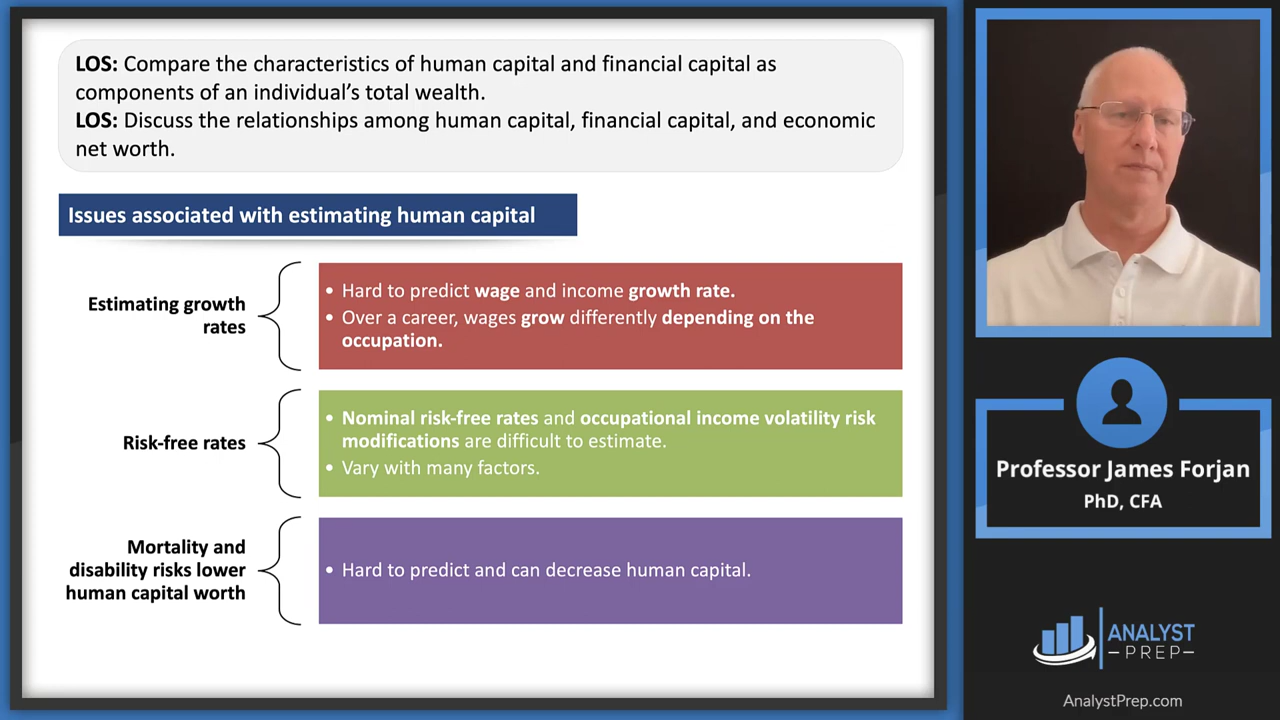 LOS: Compare the characteristics of human capital and financial capital as
components of an individual's total wealth.
LOS: Discuss the relationships among human capital, financial capital, and economic
net worth.
Issues associated with estimating human capital
Estimating growth
rates
• Hard to predict wage and income growth rate.
• Over a career, wages grow differently depending on the
occupation.
Risk-free rates
• Nominal risk-free rates and occupational income volatility risk
modifications are difficult to estimate.
• Vary with many factors.
Mortality and
disability risks lower
human capital worth
• Hard to predict and can decrease human capital.
Professor James Forjan
PhD, CFA
ANALYST
–PREP–
AnalystPrep.com